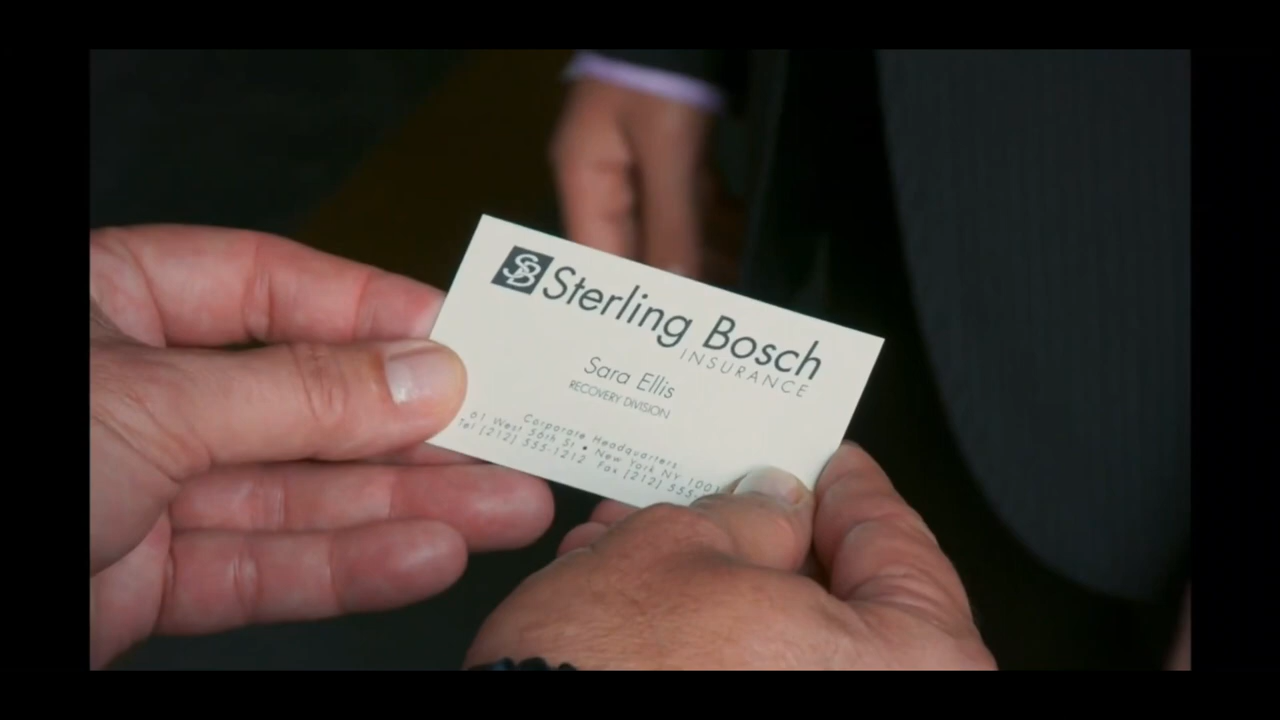 SB Sterling Bosch
INSURANCE
Sara Ellis
RECOVERY DIVISION
Corporate Headquarters
61 West 56th St • New York NY
Tel [212] 555-1212 Fax [212] 555-